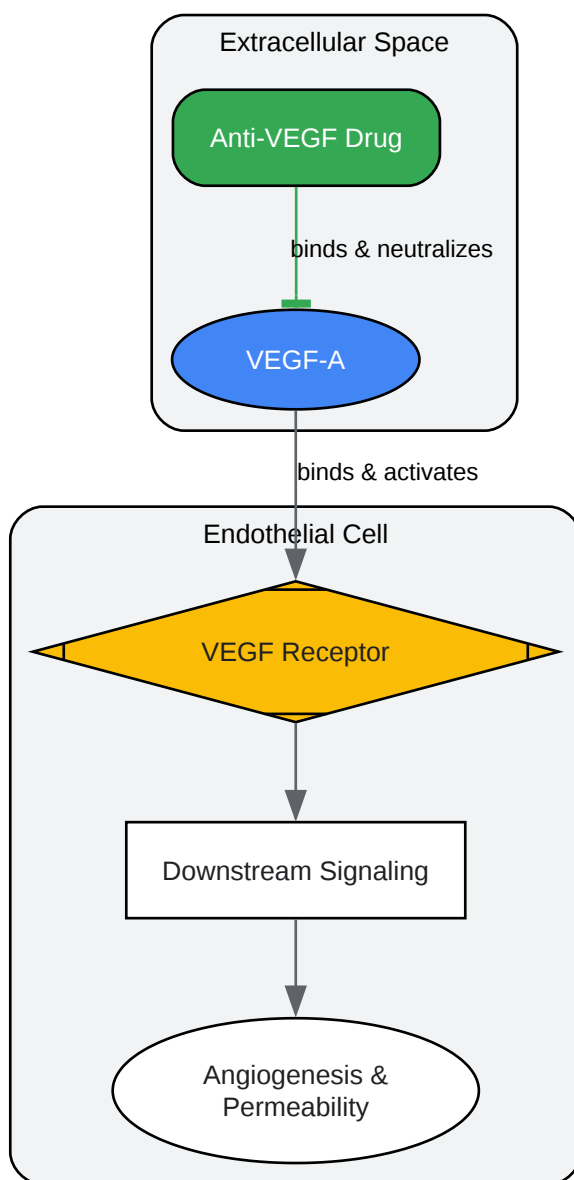 Extracellular Space
Anti-VEGF Drug
binds & neutralizes
VEGF-A
binds & activates
Endothelial Cell
VEGF Receptor
Downstream Signaling
Angiogenesis &
Permeability